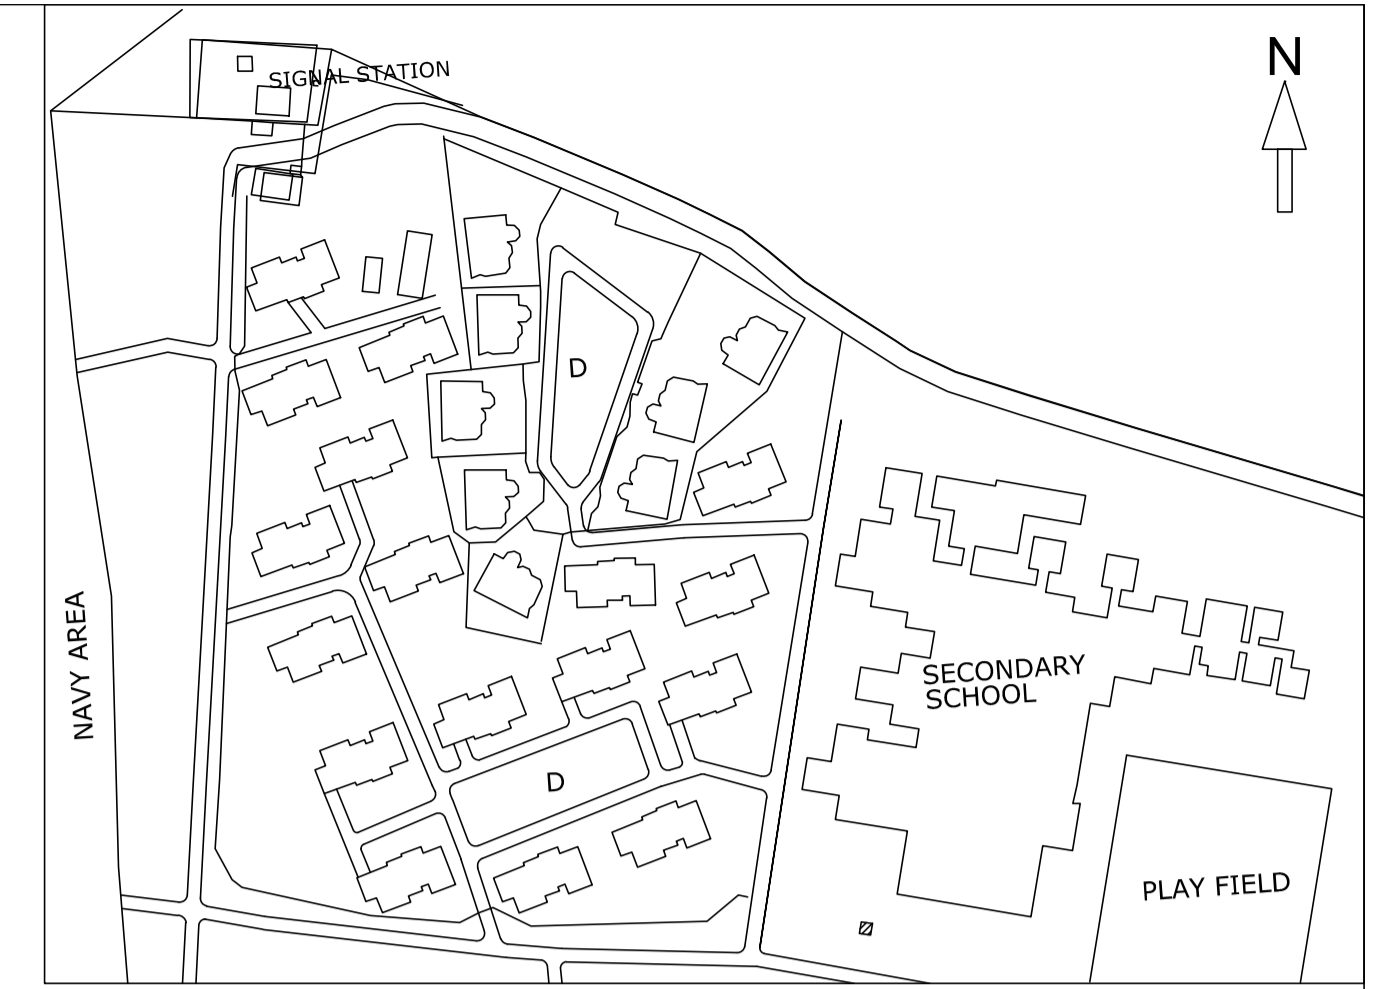 N
SIGNAL STATION
D
NAVY AREA
SECONDARY
SCHOOL
D
PLAY FIELD